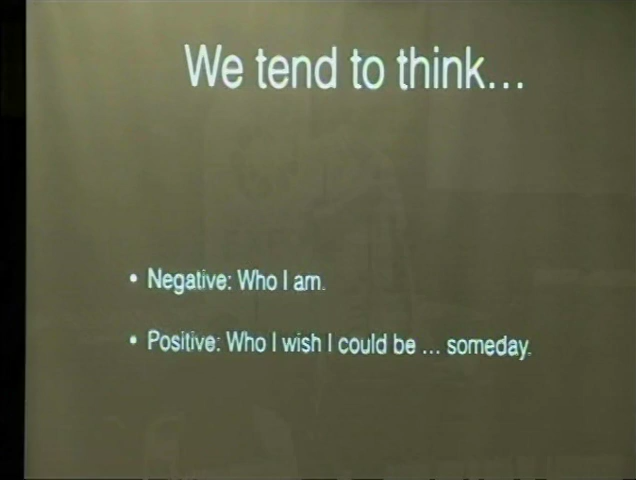 We tend to think...
• Negative: Who I am.
• Positive: Who I wish I could be ... someday.